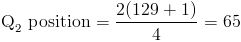 Q₂ position = 2(129 + 1)/4 = 65